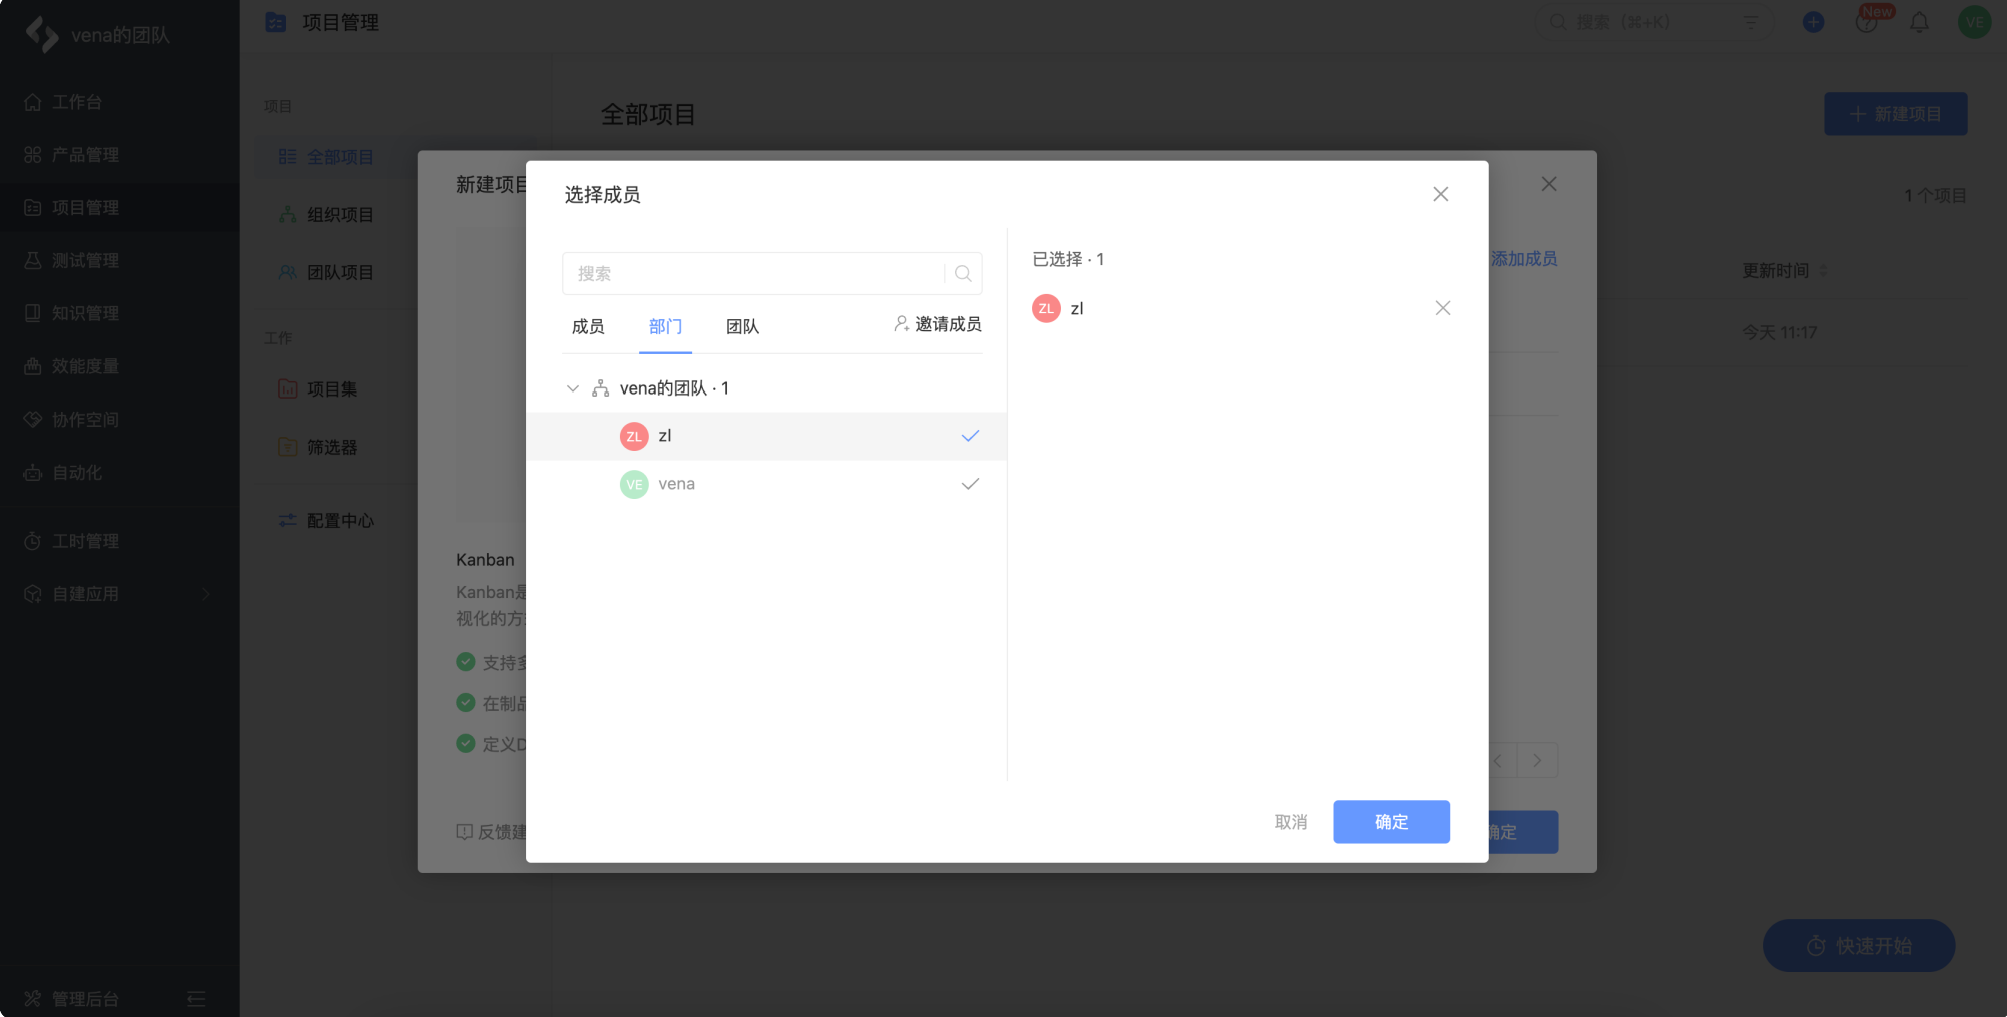 vena的团队
工作台
产品管理
项目管理
测试管理
知识管理
效能度量
协作空间
自动化
工时管理
自建应用
管理后台
项目管理
搜索 (⌘+K)
New
VE
项目
全部项目
组织项目
团队项目
工作
项目集
筛选器
配置中心
全部项目
新建项目
1 个项目
更新时间
今天 11:17
新建项目
添加成员
Kanban
Kanban是
视化的方
支持多
在制品
定义D
反馈建
确定
选择成员
搜索
成员
部门
团队
邀请成员
vena的团队 · 1
ZL
zl
VE
vena
已选择 · 1
ZL
zl
取消
确定
快速开始